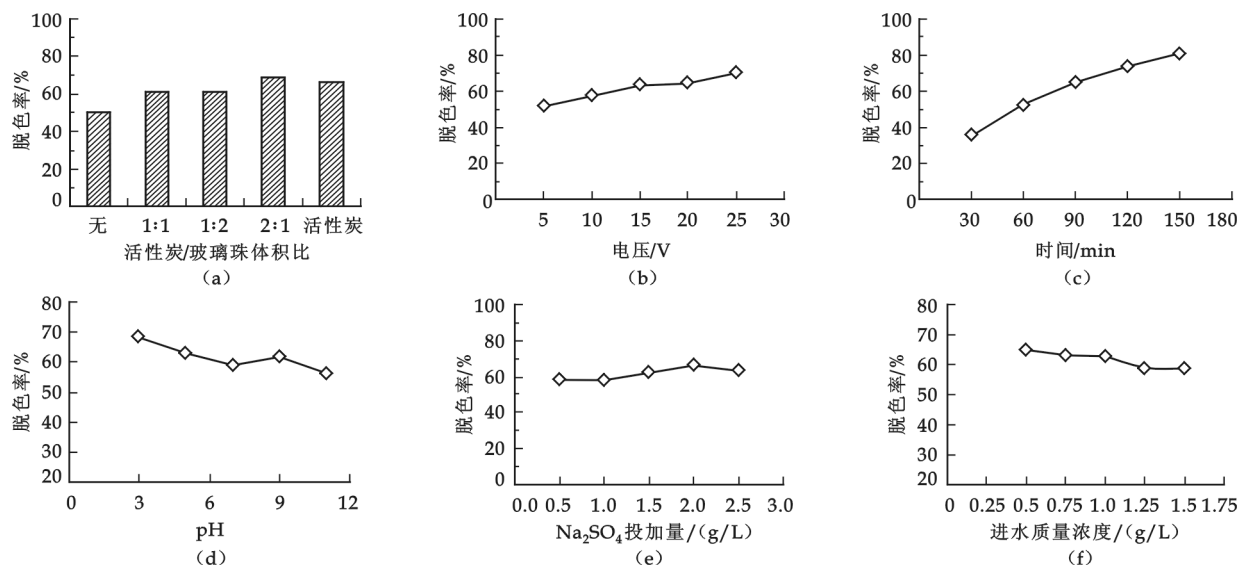 100
80
60
40
20
0
脱色率/%
无 1:1 1:2 2:1 活性炭
活性炭/玻璃珠体积比
(a)
100
80
60
40
20
0
脱色率/%
5 10 15 20 25 30
电压/V
(b)
100
80
60
40
20
0
脱色率/%
30 60 90 120 150 180
时间/min
(c)
80
70
60
50
40
30
20
脱色率/%
0 3 6 9 12
pH
(d)
100
80
60
40
20
0
脱色率/%
0.0 0.5 1.0 1.5 2.0 2.5 3.0
Na₂SO₄投加量/(g/L)
(e)
80
70
60
50
40
30
20
脱色率/%
0 0.25 0.5 0.75 1.0 1.25 1.5 1.75
进水质量浓度/(g/L)
(f)